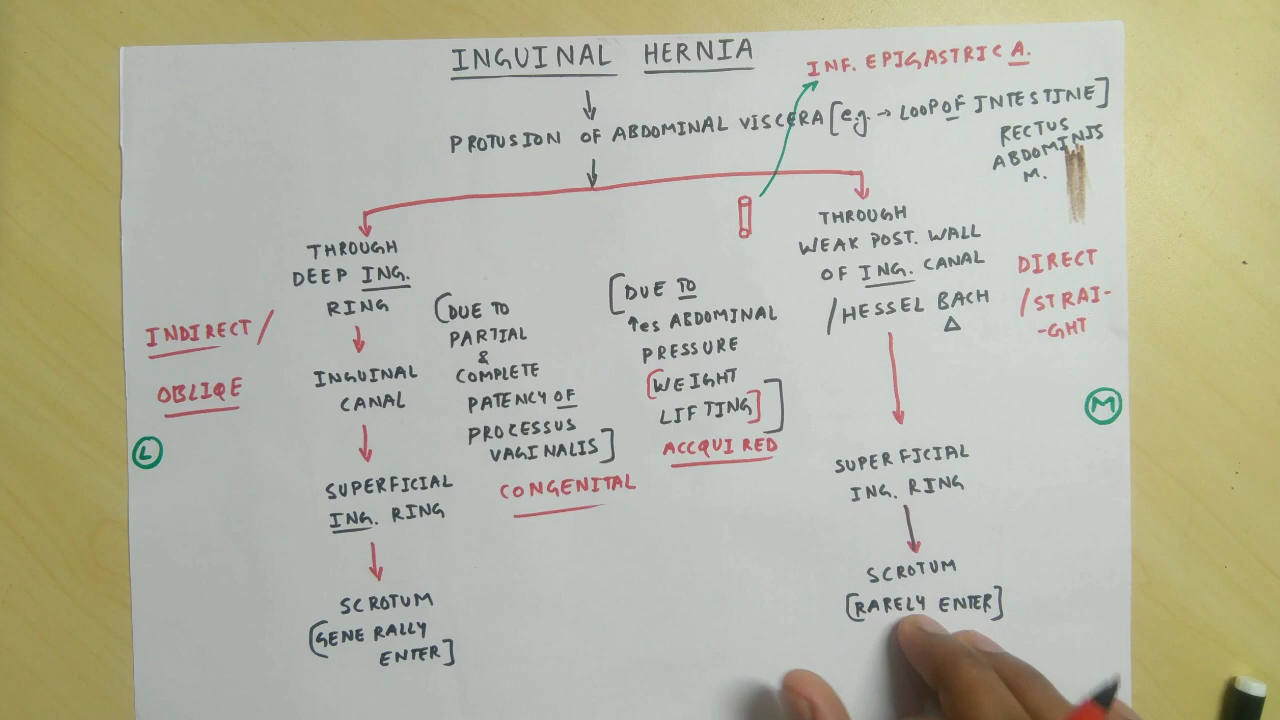 INGUINAL HERNIA
INF. EPIGASTRIC A.
PROTUSION OF ABDOMINAL VISCERA [e.g. → LOOP OF INTESTINE]
RECTUS
ABDOMINIS
M.
THROUGH
DEEP ING.
RING
INDIRECT /
OBLIQE
L
INGUINAL
CANAL
SUPERFICIAL
ING. RING
SCROTUM
[GENERALLY
ENTER]
[DUE TO
PARTIAL
&
COMPLETE
PATENCY OF
PROCESSUS
VAGINALIS]
CONGENITAL
[DUE TO
↑es ABDOMINAL
PRESSURE
[WEIGHT
LIFTING]]
ACCQUIRED
THROUGH
WEAK POST. WALL
OF ING. CANAL
/HESSEL BACH
Δ
DIRECT
/STRAI-
-GHT
M
SUPERFICIAL
ING. RING
SCROTUM
[RARELY ENTER]